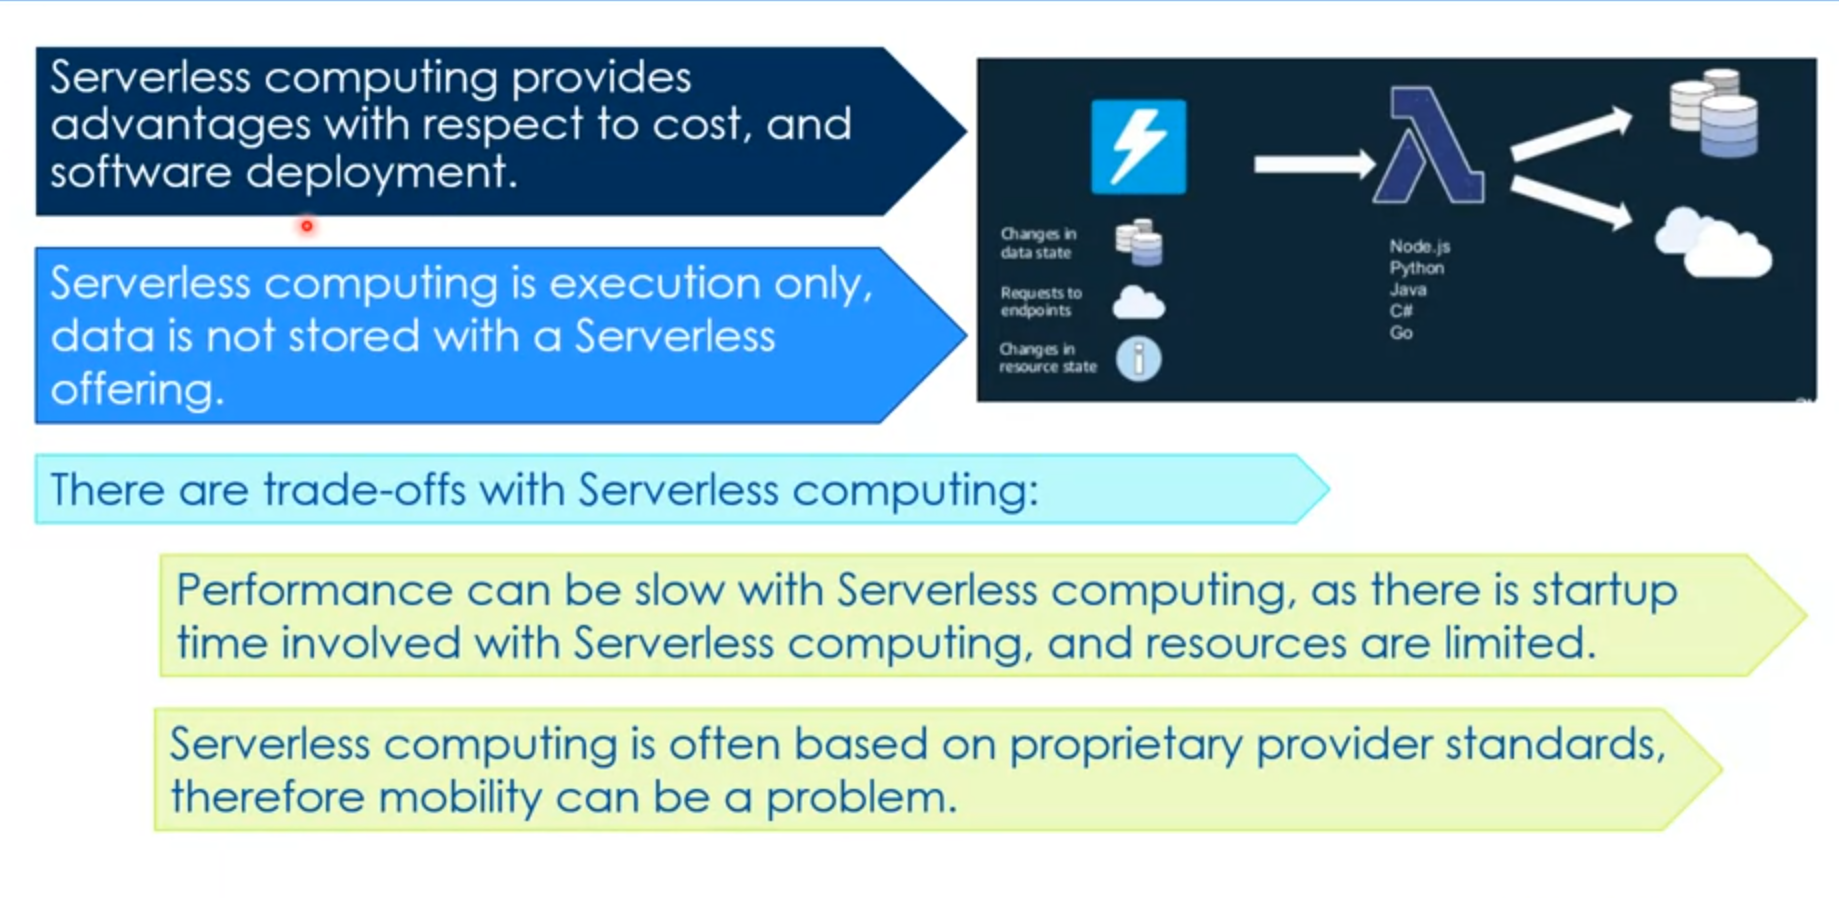 Serverless computing provides
advantages with respect to cost, and
software deployment.
Serverless computing is execution only,
data is not stored with a Serverless
offering.
Changes in
data state
Requests to
endpoints
Changes in
resource state
Node.js
Python
Java
C#
Go
There are trade-offs with Serverless computing:
Performance can be slow with Serverless computing, as there is startup
time involved with Serverless computing, and resources are limited.
Serverless computing is often based on proprietary provider standards,
therefore mobility can be a problem.